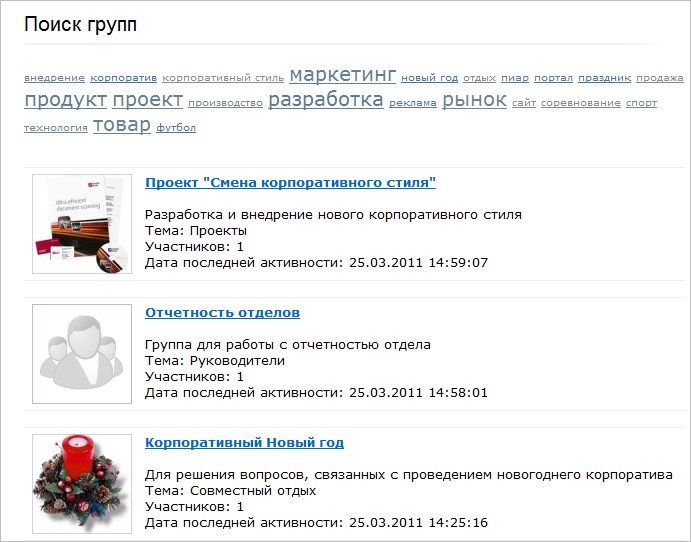 Поиск групп
внедрение корпоратив корпоративный стиль маркетинг новый год отдых пиар портал праздник продажа
продукт проект производство разработка реклама рынок сайт соревнование спорт
технология товар футбол
Проект "Смена корпоративного стиля"
Ultra efficient
document scanning
Разработка и внедрение нового корпоративного стиля
Тема: Проекты
Участников: 1
Дата последней активности: 25.03.2011 14:59:07
Отчетность отделов
Группа для работы с отчетностью отдела
Тема: Руководители
Участников: 1
Дата последней активности: 25.03.2011 14:58:01
Корпоративный Новый год
Для решения вопросов, связанных с проведением новогоднего корпоратива
Тема: Совместный отдых
Участников: 1
Дата последней активности: 25.03.2011 14:25:16